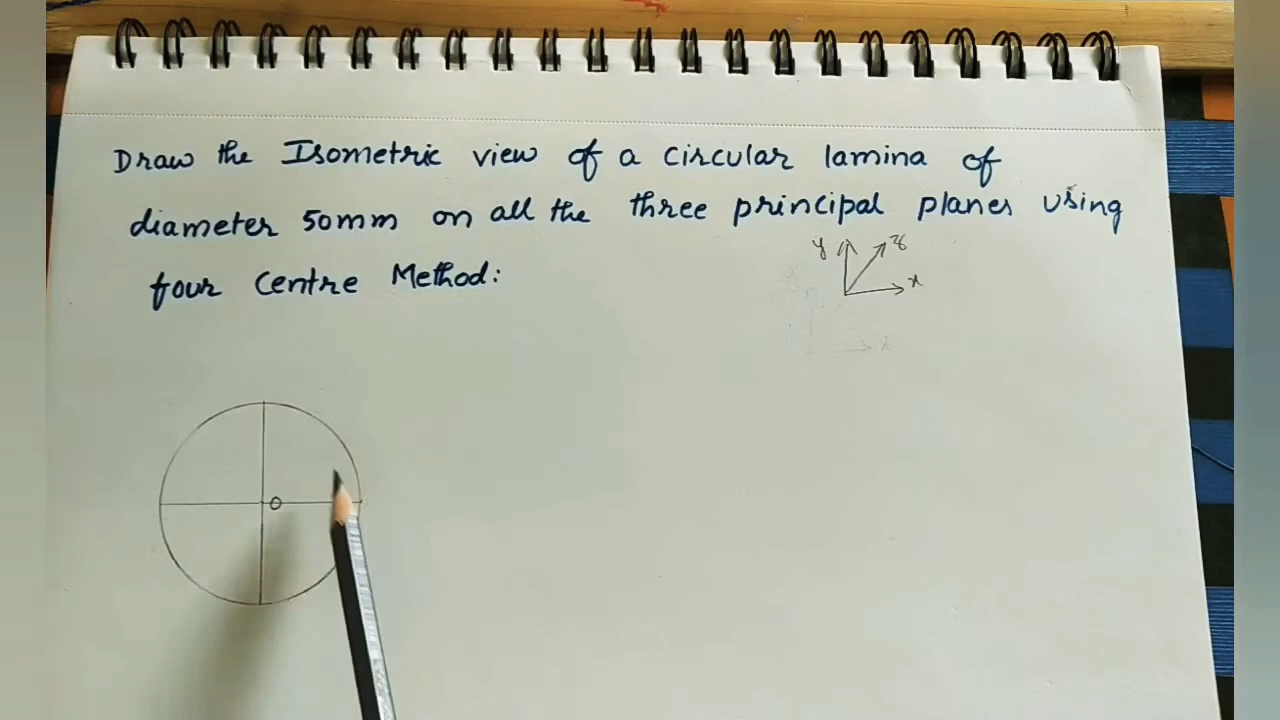 Draw the Isometric view of a circular lamina of
diameter 50mm on all the three principal planes using
four Centre Method:
y z
x
O